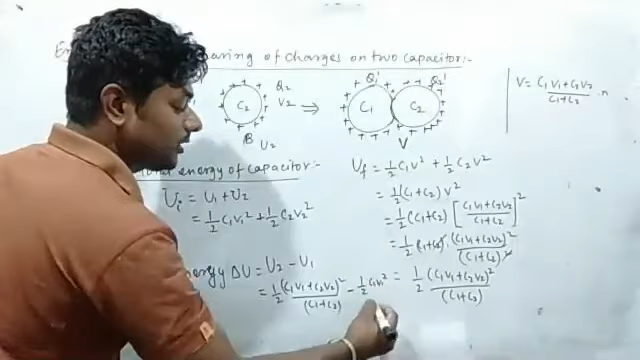 En aring of charges on two capacitor:-
V = C₁V₁+C₂V₂ / C₁+C₂
C₂
Q₂
V₂
B
U₂
⇒
Q₁'
Q₂'
C₁
C₂
V
energy of capacitor:-
Uᵢ = U₁ + U₂
= ½ C₁V₁² + ½ C₂V₂²
U_f = ½ C₁V² + ½ C₂V²
= ½ (C₁+C₂) V²
= ½ (C₁+C₂) [C₁V₁+C₂V₂ / C₁+C₂]²
= ½ (C₁+C₂) · (C₁V₁+C₂V₂)² / (C₁+C₂)²
= ½ (C₁V₁+C₂V₂)² / (C₁+C₂)
nergy ΔU = U₂ − U₁
= ½ (C₁V₁+C₂V₂)² / (C₁+C₂) − ½ C₁V₁²